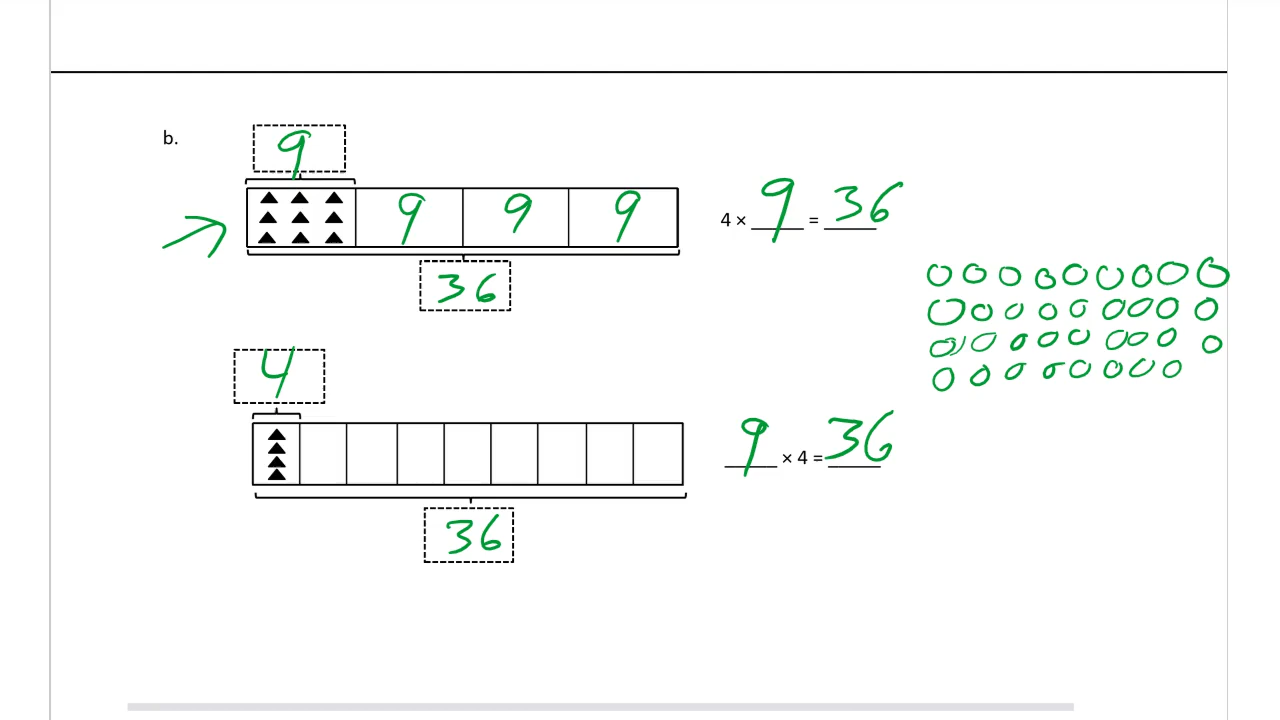 b.
9
9 9 9
4 × 9 = 36
36
4
9 × 4 = 36
36